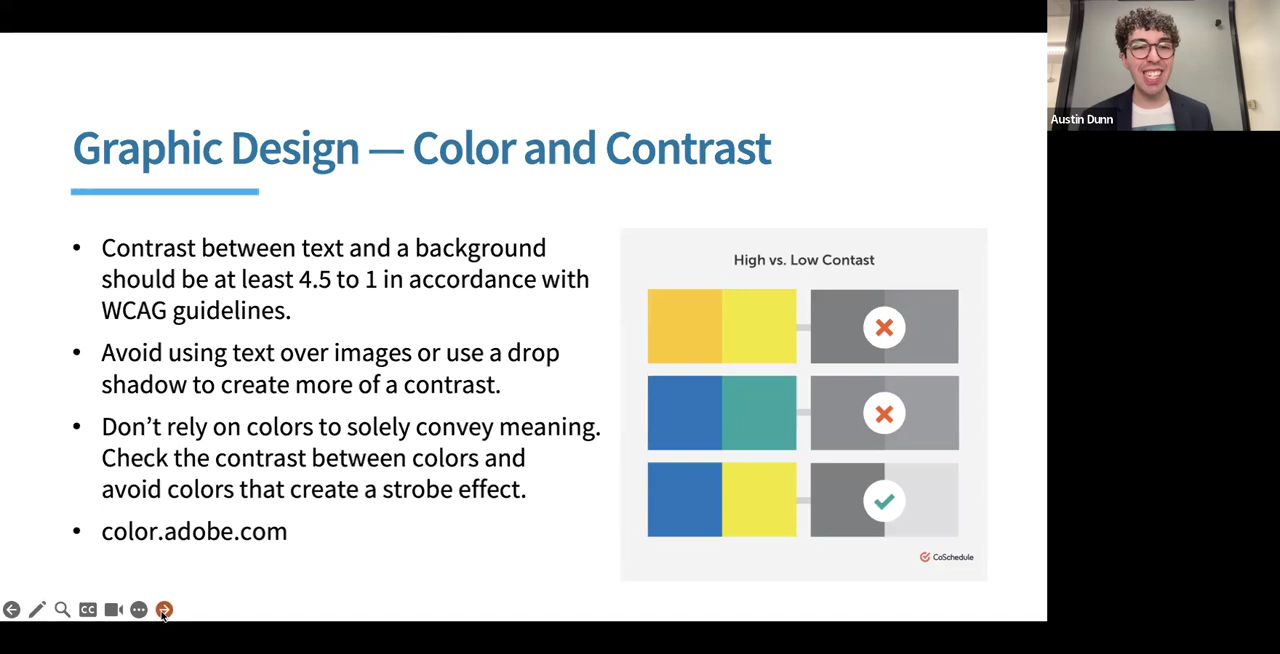 Graphic Design — Color and Contrast
• Contrast between text and a background
should be at least 4.5 to 1 in accordance with
WCAG guidelines.
• Avoid using text over images or use a drop
shadow to create more of a contrast.
• Don’t rely on colors to solely convey meaning.
Check the contrast between colors and
avoid colors that create a strobe effect.
• color.adobe.com
High vs. Low Contast
CoSchedule
CC
Austin Dunn